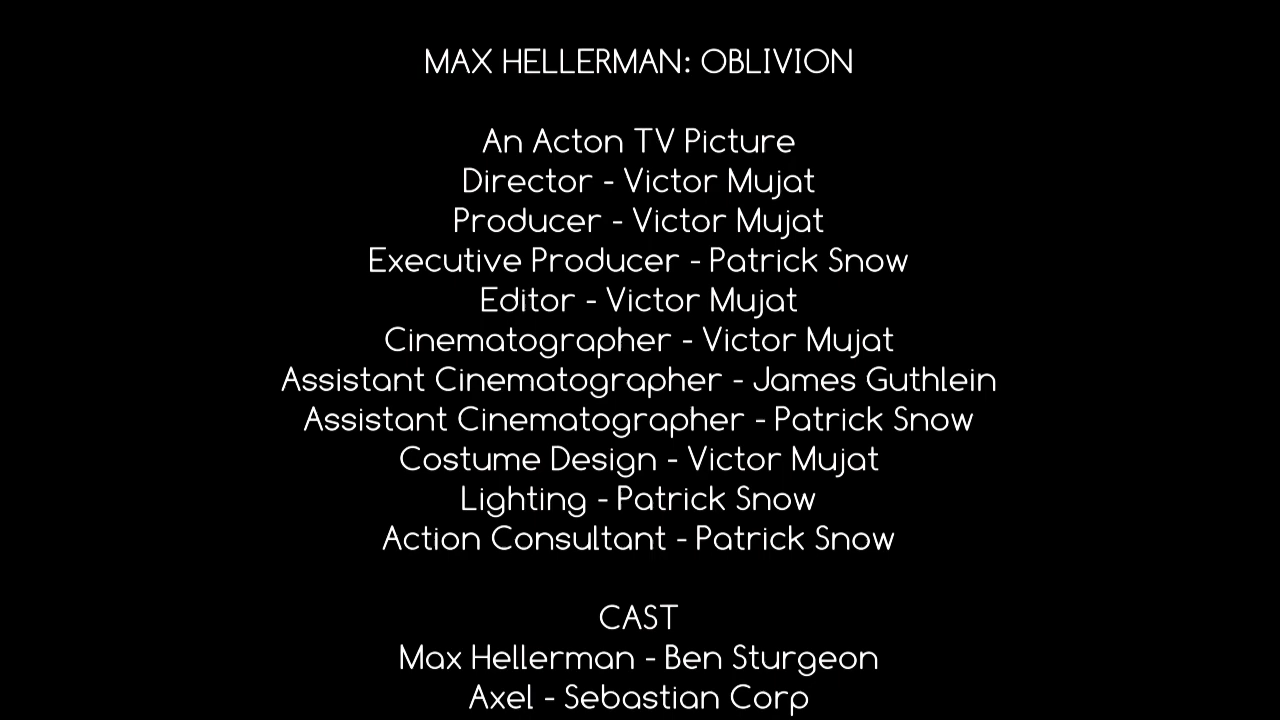 MAX HELLERMAN: OBLIVION
An Acton TV Picture
Director - Victor Mujat
Producer - Victor Mujat
Executive Producer - Patrick Snow
Editor - Victor Mujat
Cinematographer - Victor Mujat
Assistant Cinematographer - James Guthlein
Assistant Cinematographer - Patrick Snow
Costume Design - Victor Mujat
Lighting - Patrick Snow
Action Consultant - Patrick Snow
CAST
Max Hellerman - Ben Sturgeon
Axel - Sebastian Corp